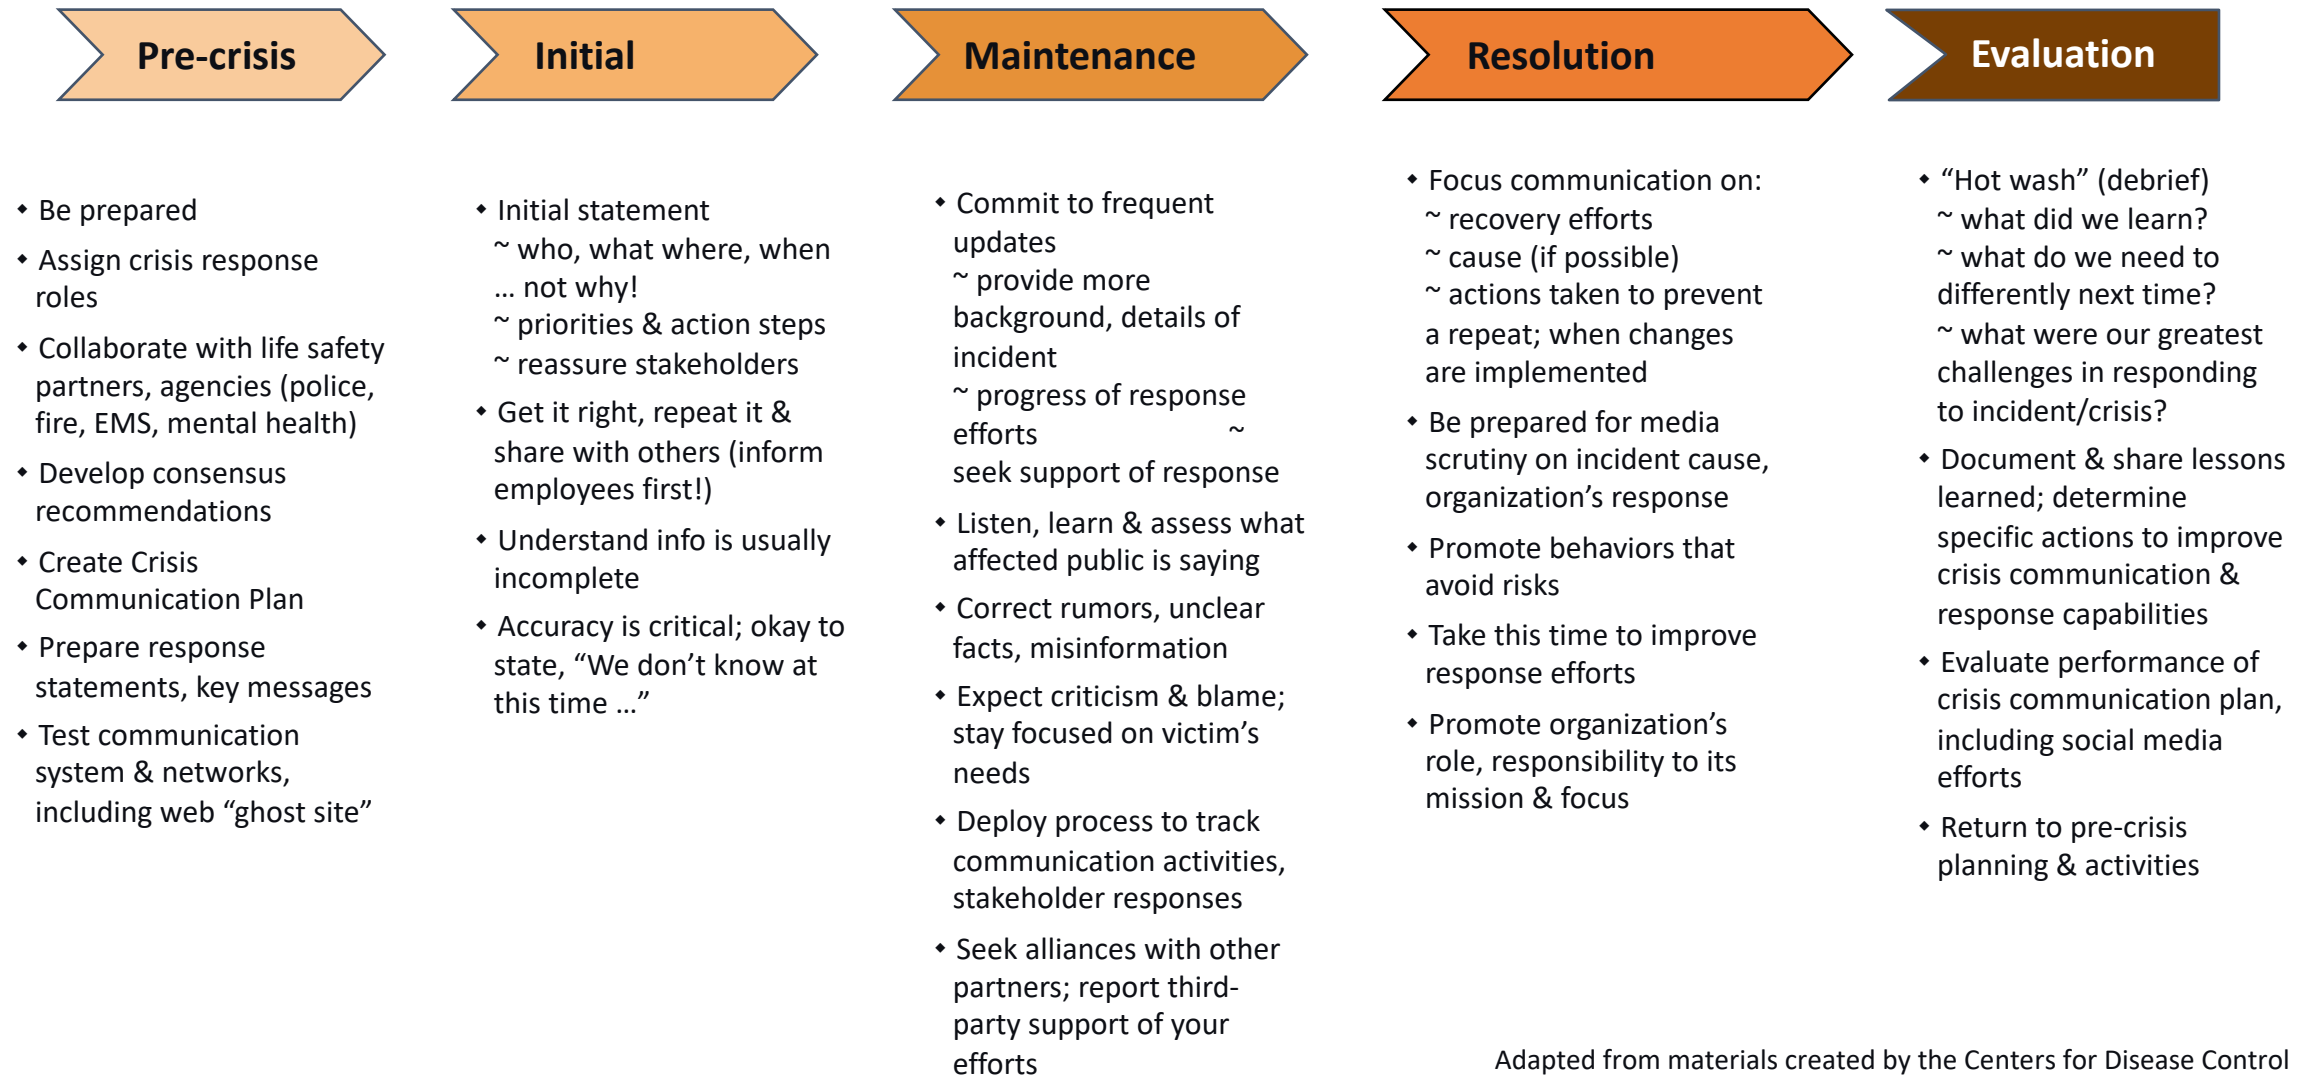 Pre-crisis
◆ Be prepared
◆ Assign crisis response
roles
◆ Collaborate with life safety
partners, agencies (police,
fire, EMS, mental health)
◆ Develop consensus
recommendations
◆ Create Crisis
Communication Plan
◆ Prepare response
statements, key messages
◆ Test communication
system & networks,
including web “ghost site”
Initial
◆ Initial statement
~ who, what where, when
… not why!
~ priorities & action steps
~ reassure stakeholders
◆ Get it right, repeat it &
share with others (inform
employees first!)
◆ Understand info is usually
incomplete
◆ Accuracy is critical; okay to
state, “We don’t know at
this time …”
Maintenance
◆ Commit to frequent
updates
~ provide more
background, details of
incident
~ progress of response
efforts ~
seek support of response
◆ Listen, learn & assess what
affected public is saying
◆ Correct rumors, unclear
facts, misinformation
◆ Expect criticism & blame;
stay focused on victim’s
needs
◆ Deploy process to track
communication activities,
stakeholder responses
◆ Seek alliances with other
partners; report third-
party support of your
efforts
Resolution
◆ Focus communication on:
~ recovery efforts
~ cause (if possible)
~ actions taken to prevent
a repeat; when changes
are implemented
◆ Be prepared for media
scrutiny on incident cause,
organization’s response
◆ Promote behaviors that
avoid risks
◆ Take this time to improve
response efforts
◆ Promote organization’s
role, responsibility to its
mission & focus
Evaluation
◆ “Hot wash” (debrief)
~ what did we learn?
~ what do we need to
differently next time?
~ what were our greatest
challenges in responding
to incident/crisis?
◆ Document & share lessons
learned; determine
specific actions to improve
crisis communication &
response capabilities
◆ Evaluate performance of
crisis communication plan,
including social media
efforts
◆ Return to pre-crisis
planning & activities
Adapted from materials created by the Centers for Disease Control